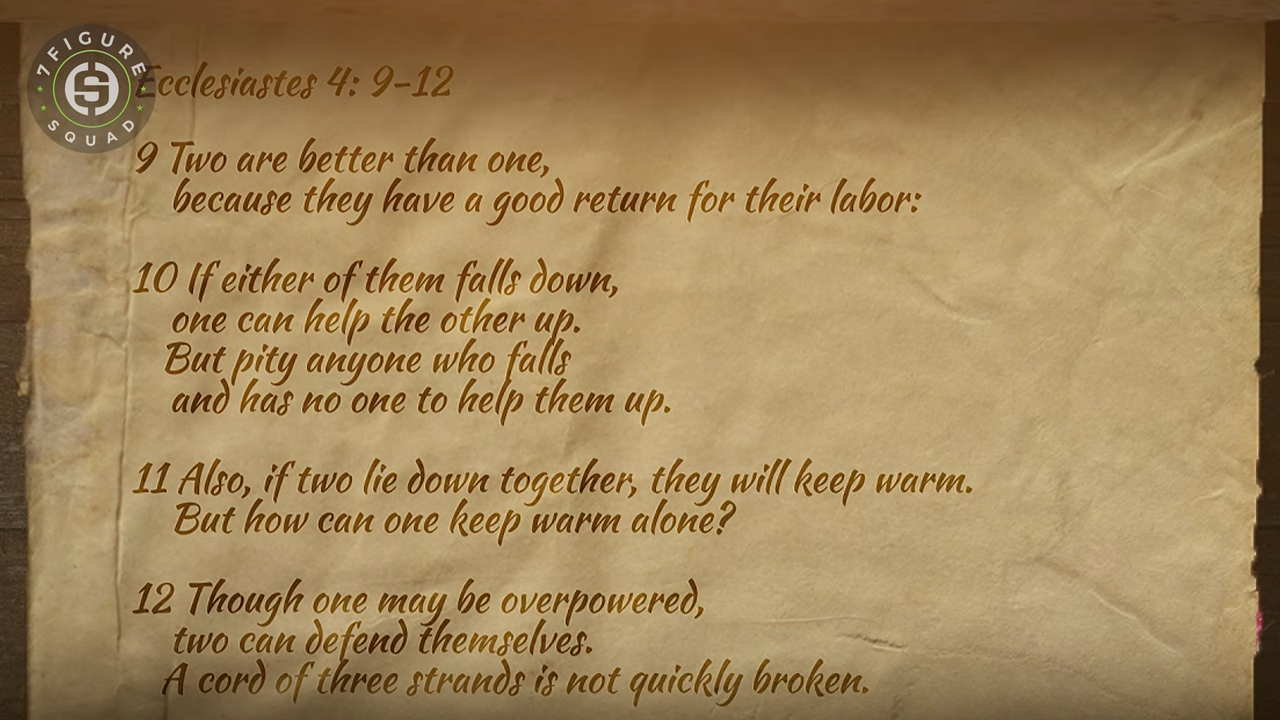 7FIGURE
SQUAD
Ecclesiastes 4: 9-12
9 Two are better than one,
because they have a good return for their labor:
10 If either of them falls down,
one can help the other up.
But pity anyone who falls
and has no one to help them up.
11 Also, if two lie down together, they will keep warm.
But how can one keep warm alone?
12 Though one may be overpowered,
two can defend themselves.
A cord of three strands is not quickly broken.